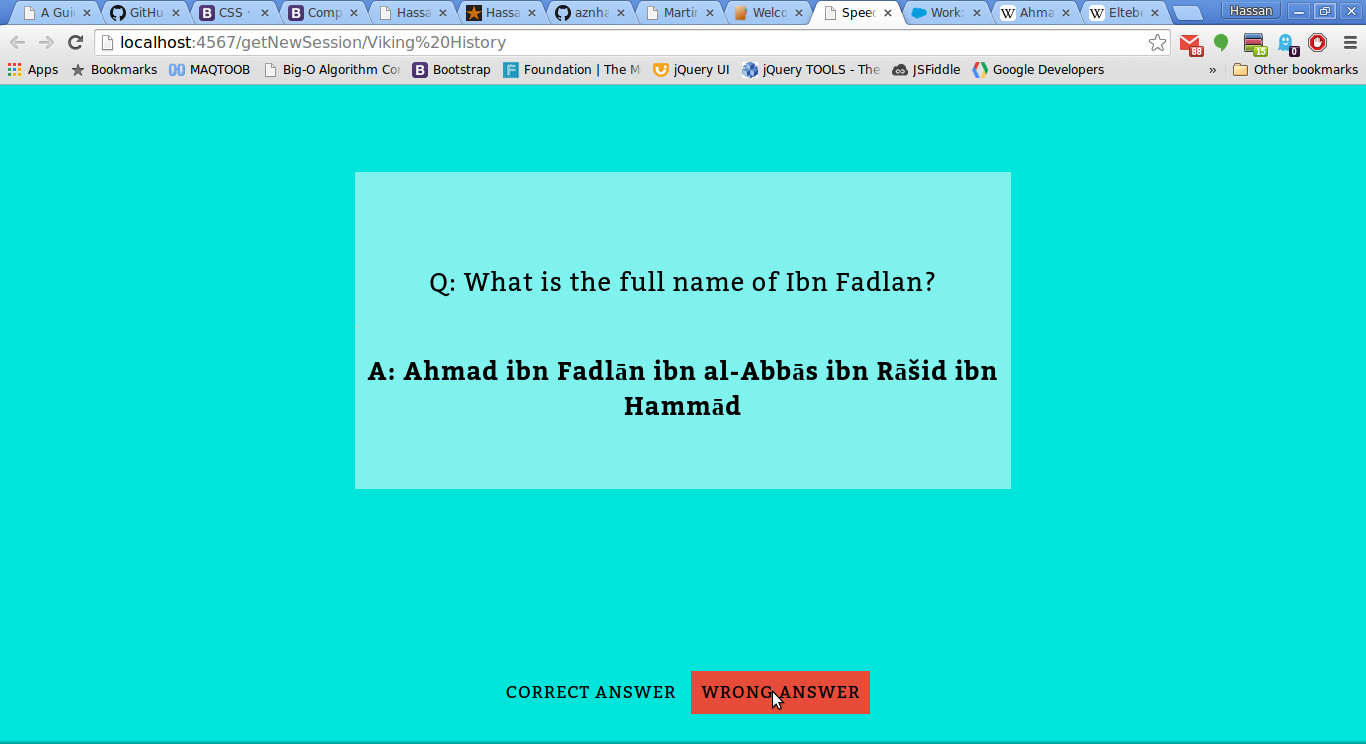 A Gui GitHu CSS Comp Hassa Hassa aznha Martin Welco Speed Work Ahma Elteb Hassan
localhost:4567/getNewSession/Viking%20History 88 15 0
Apps Bookmarks MAQTOOB Big-O Algorithm Co Bootstrap Foundation | The M jQuery UI jQuery TOOLS - The JSFiddle Google Developers » Other bookmarks
Q: What is the full name of Ibn Fadlan?
A: Ahmad ibn Fadlān ibn al-Abbās ibn Rāšid ibn
Hammād
CORRECT ANSWER WRONG ANSWER